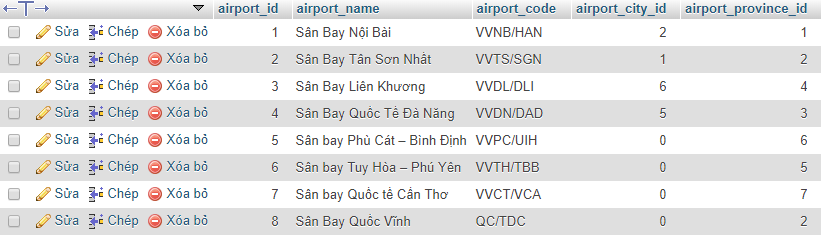 airport_id airport_name airport_code airport_city_id airport_province_id
Sửa Chép Xóa bỏ 1 Sân Bay Nội Bài VVNB/HAN 2 1
Sửa Chép Xóa bỏ 2 Sân Bay Tân Sơn Nhất VVTS/SGN 1 2
Sửa Chép Xóa bỏ 3 Sân Bay Liên Khương VVDL/DLI 6 4
Sửa Chép Xóa bỏ 4 Sân Bay Quốc Tế Đà Nẵng VVDN/DAD 5 3
Sửa Chép Xóa bỏ 5 Sân bay Phù Cát – Bình Định VVPC/UIH 0 6
Sửa Chép Xóa bỏ 6 Sân bay Tuy Hòa – Phú Yên VVTH/TBB 0 5
Sửa Chép Xóa bỏ 7 Sân bay Quốc tế Cần Thơ VVCT/VCA 0 7
Sửa Chép Xóa bỏ 8 Sân Bay Quốc Vĩnh QC/TDC 0 2